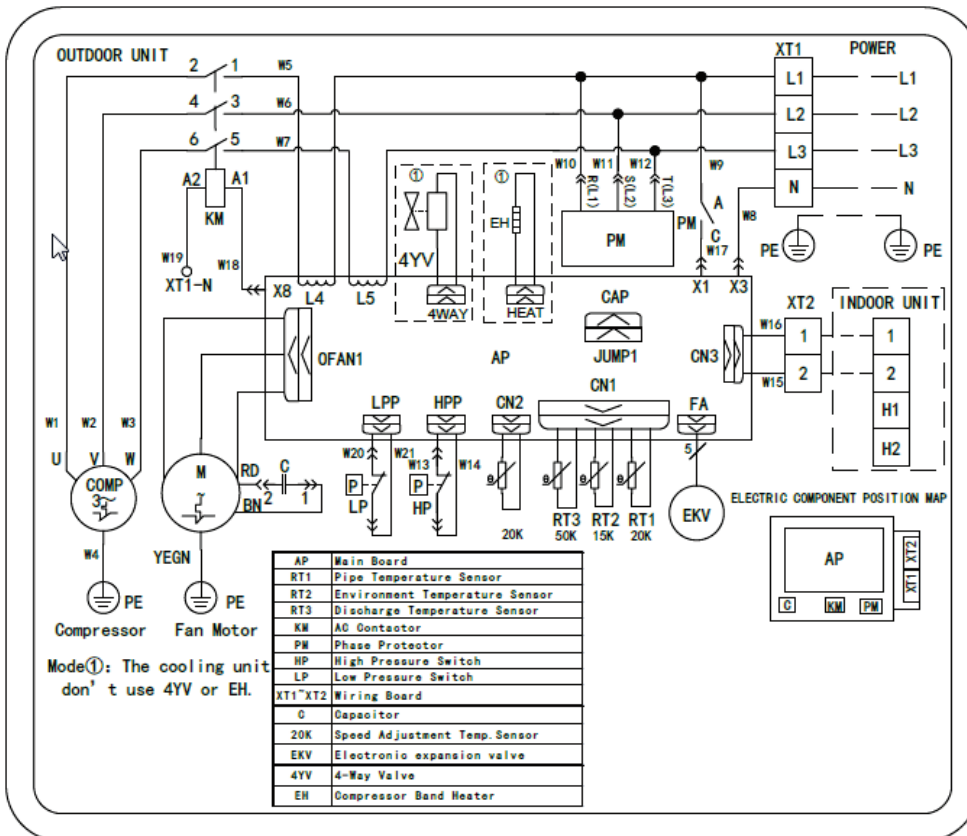 OUTDOOR UNIT
XT1
POWER
2 1 W5
L1 L1
4 3 W6
L2 L2
6 5 W7
L3 L3
W10 W11 W12 W9
A2 A1
① ①
R(L1) S(L2) T(L3)
N N
KM
EH
PM
PM A C
W8
4YV
W17
PE PE
W19
W18
XT1-N
X8 L4 L5
4WAY HEAT
CAP
X1 X3
XT2 INDOOR UNIT
OFAN1
AP
JUMP1
CN3
W16 1 1
W15 2 2
CN1
LPP HPP CN2 FA
H1
H2
W1 W2 W3
U V W
W20 W21 W13 W14
5
M
RD C
COMP
3
2 1
BN
P P
LP HP
θ θ θ θ
EKV
ELECTRIC COMPONENT POSITION MAP
20K
RT3 RT2 RT1
50K 15K 20K
W4
YEGN
AP
XT2
XT1
C KM PM
PE PE
Compressor Fan Motor
Mode①: The cooling unit
don't use 4YV or EH.
AP Main Board
RT1 Pipe Temperature Sensor
RT2 Environment Temperature Sensor
RT3 Discharge Temperature Sensor
KM AC Contactor
PM Phase Protector
HP High Pressure Switch
LP Low Pressure Switch
XT1~XT2 Wiring Board
C Capacitor
20K Speed Adjustment Temp.Sensor
EKV Electronic expansion valve
4YV 4-Way Valve
EH Compressor Band Heater